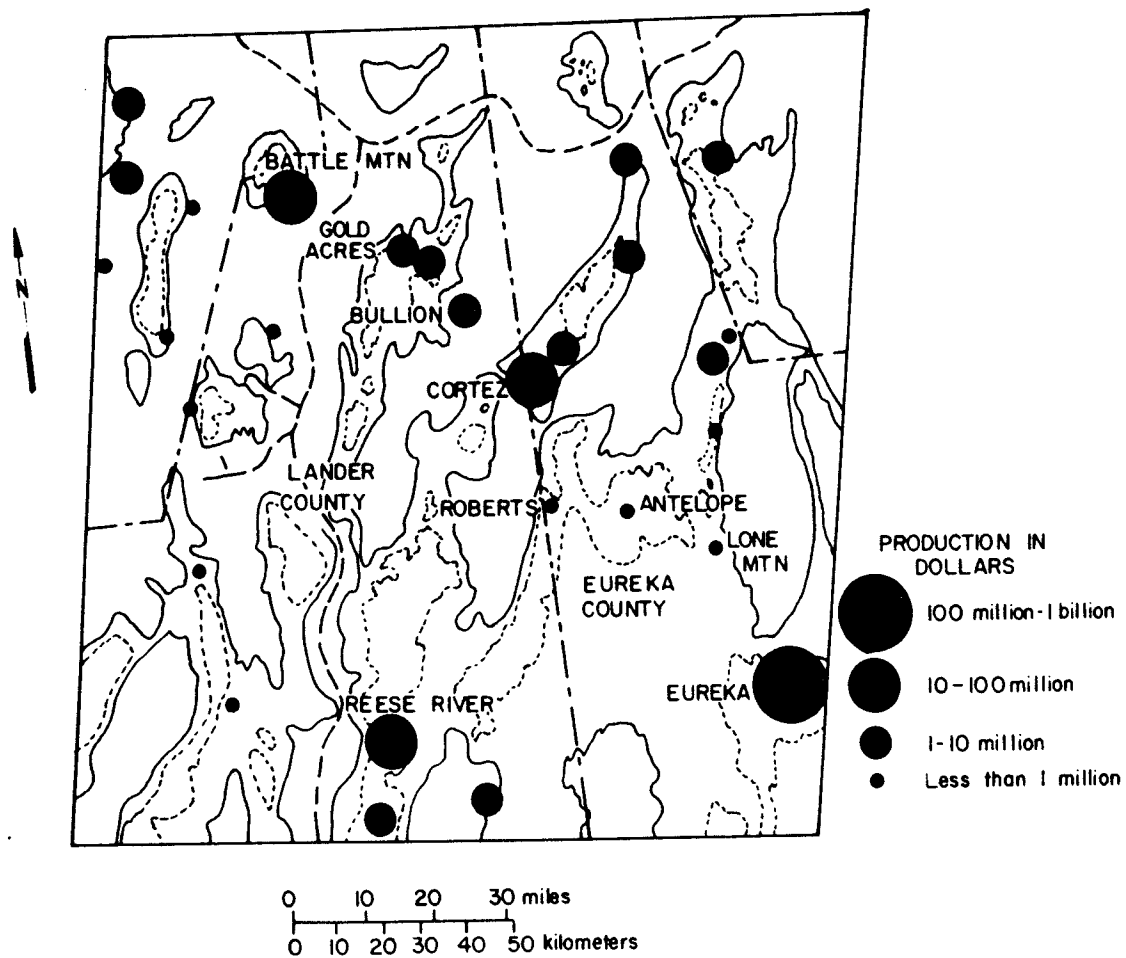 BATTLE MTN
GOLD
ACRES
BULLION
N
CORTEZ
LANDER
COUNTY
ROBERTS
ANTELOPE
LONE
MTN
EUREKA
COUNTY
REESE RIVER
EUREKA
PRODUCTION IN
DOLLARS
100 million-1 billion
10-100 million
1-10 million
Less than 1 million
0 10 20 30 miles
0 10 20 30 40 50 kilometers